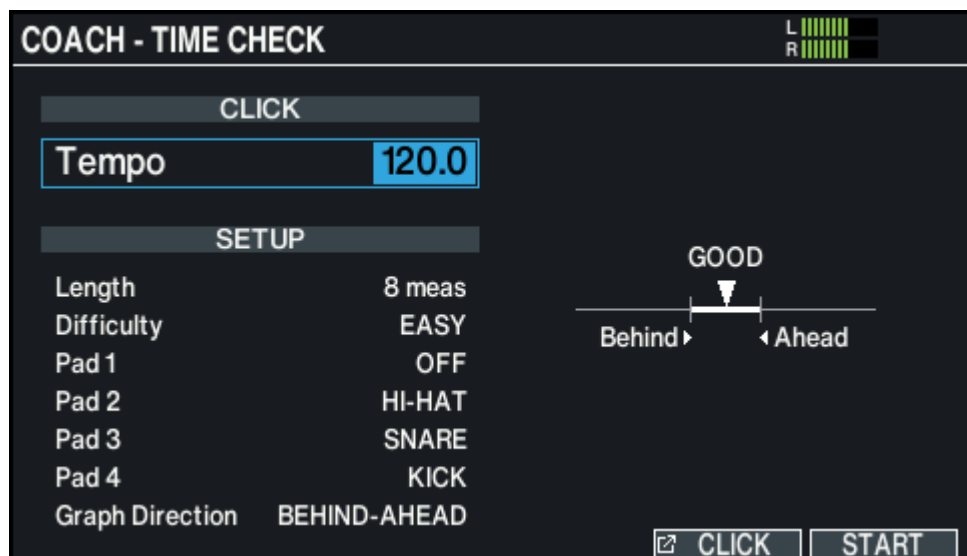 COACH - TIME CHECK
L
R
CLICK
Tempo 120.0
SETUP
Length 8 meas
Difficulty EASY
Pad 1 OFF
Pad 2 HI-HAT
Pad 3 SNARE
Pad 4 KICK
Graph Direction BEHIND-AHEAD
GOOD
Behind Ahead
CLICK START